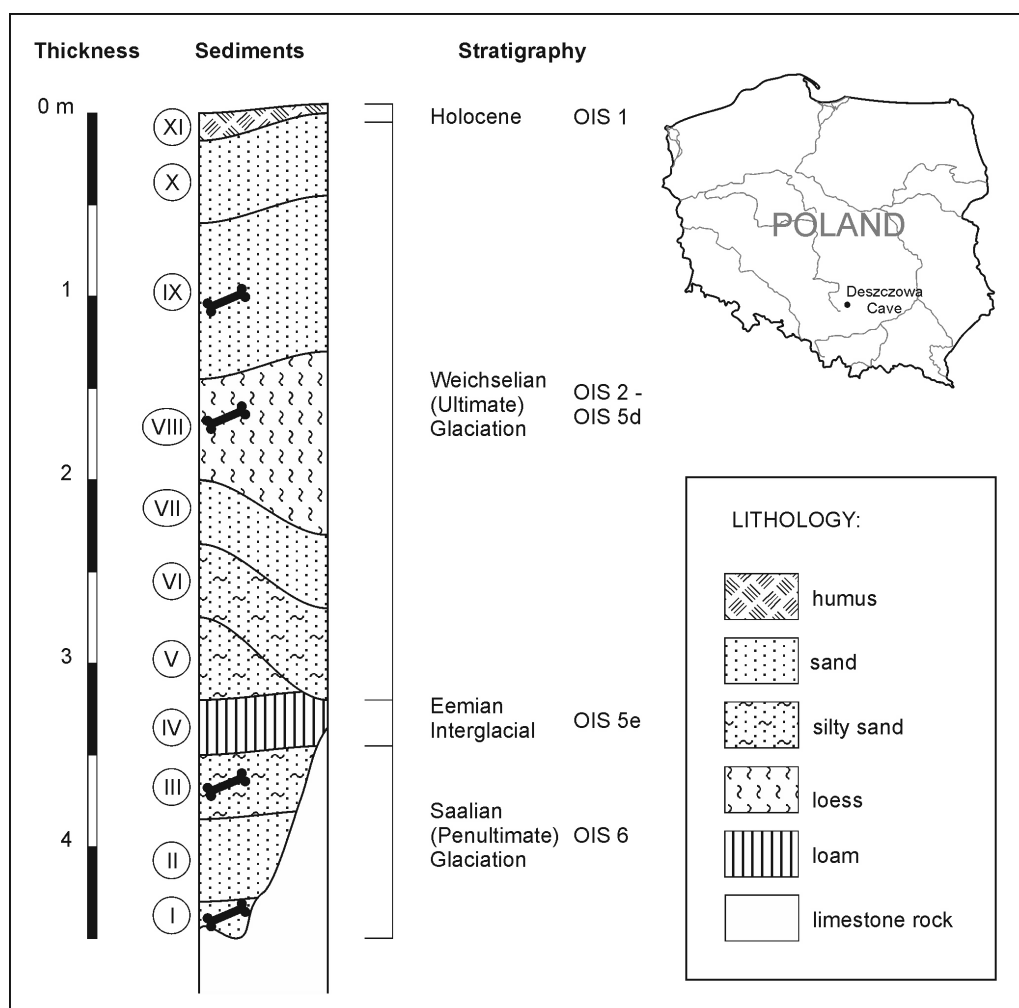 Thickness Sediments Stratigraphy
0 m
1
2
3
4
XI
X
IX
VIII
VII
VI
V
IV
III
II
I
Holocene OIS 1
Weichselian
(Ultimate)
Glaciation
OIS 2 -
OIS 5d
Eemian
Interglacial
OIS 5e
Saalian
(Penultimate)
Glaciation
OIS 6
POLAND
Deszczowa
Cave
LITHOLOGY:
humus
sand
silty sand
loess
loam
limestone rock